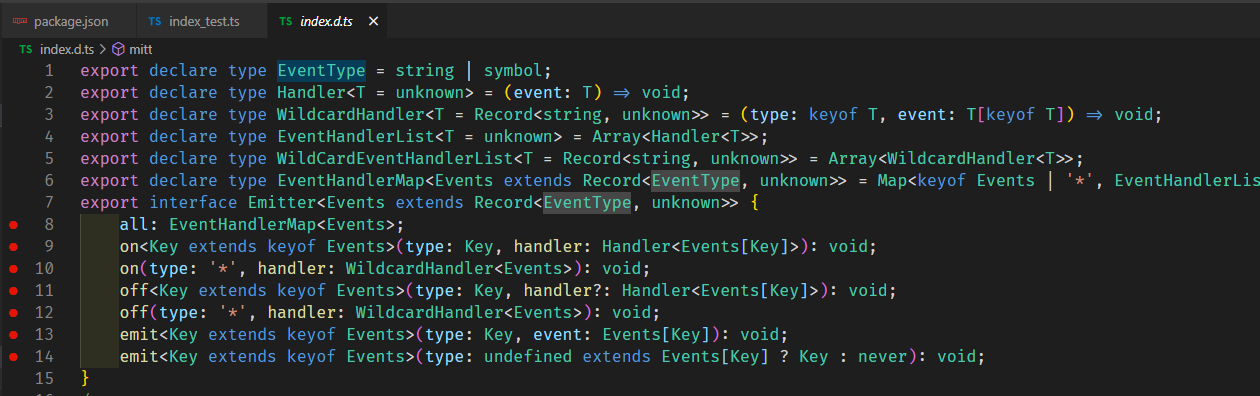 package.json TS index_test.ts TS index.d.ts ×
TS index.d.ts > mitt
1 export declare type EventType = string | symbol;
2 export declare type Handler<T = unknown> = (event: T) => void;
3 export declare type WildcardHandler<T = Record<string, unknown>> = (type: keyof T, event: T[keyof T]) => void;
4 export declare type EventHandlerList<T = unknown> = Array<Handler<T>>;
5 export declare type WildCardEventHandlerList<T = Record<string, unknown>> = Array<WildcardHandler<T>>;
6 export declare type EventHandlerMap<Events extends Record<EventType, unknown>> = Map<keyof Events | '*', EventHandlerLis
7 export interface Emitter<Events extends Record<EventType, unknown>> {
8 all: EventHandlerMap<Events>;
9 on<Key extends keyof Events>(type: Key, handler: Handler<Events[Key]>): void;
10 on(type: '*', handler: WildcardHandler<Events>): void;
11 off<Key extends keyof Events>(type: Key, handler?: Handler<Events[Key]>): void;
12 off(type: '*', handler: WildcardHandler<Events>): void;
13 emit<Key extends keyof Events>(type: Key, event: Events[Key]): void;
14 emit<Key extends keyof Events>(type: undefined extends Events[Key] ? Key : never): void;
15 }